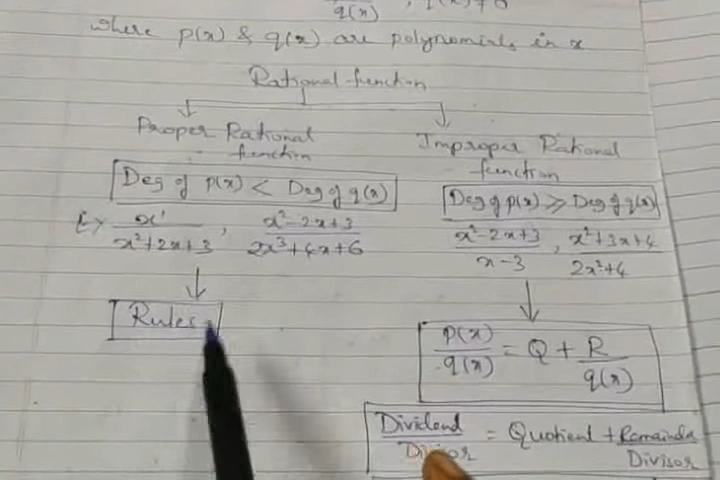 q(x)
where p(x) & q(x) are polynomials in x
Rational function
Proper Rational function
Improper Rational function
Deg of p(x) < Deg of q(x)
Deg of p(x) ⩾ Deg of q(x)
Ex x¹/x²+2x+3 , x²-2x+3/2x³+4x+6
x²-2x+3/x-3 , x²+3x+4/2x²+4
Rules
p(x)/q(x) = Q + R/q(x)
Dividend/Divisor = Quotient + Remainder/Divisor